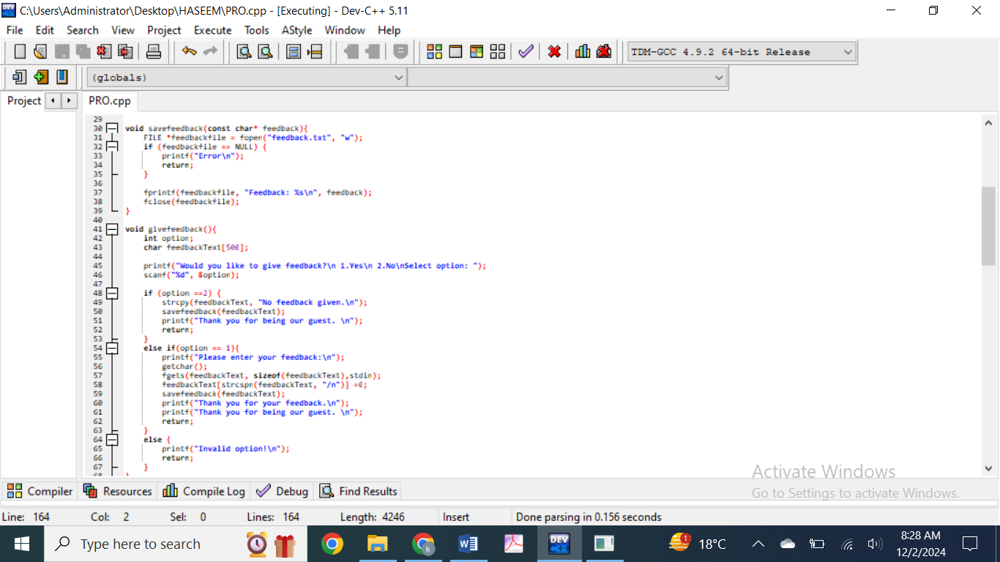 C:\Users\Administrator\Desktop\HASEEM\PRO.cpp - [Executing] - Dev-C++ 5.11
File Edit Search View Project Execute Tools AStyle Window Help
TDM-GCC 4.9.2 64-bit Release
(globals)
Project
PRO.cpp
29
30 void savefeedback(const char* feedback){
31 FILE *feedbackfile = fopen("feedback.txt", "w");
32 if (feedbackfile == NULL) {
33 printf("Error\n");
34 return;
35 }
36
37 fprintf(feedbackfile, "Feedback: %s\n", feedback);
38 fclose(feedbackfile);
39 }
40
41 void givefeedback(){
42 int option;
43 char feedbackText[500];
44
45 printf("Would you like to give feedback?\n 1.Yes\n 2.No\nSelect option: ");
46 scanf("%d", &option);
47
48 if (option ==2) {
49 strcpy(feedbackText, "No feedback given.\n");
50 savefeedback(feedbackText);
51 printf("Thank you for being our guest. \n");
52 return;
53 }
54 else if(option == 1){
55 printf("Please enter your feedback:\n");
56 getchar();
57 fgets(feedbackText, sizeof(feedbackText),stdin);
58 feedbackText[strcspn(feedbackText, "/n")] =0;
59 savefeedback(feedbackText);
60 printf("Thank you for your feedback.\n");
61 printf("Thank you for being our guest. \n");
62 return;
63 }
64 else {
65 printf("Invalid option!\n");
66 return;
67 }
68 }
Activate Windows
Go to Settings to activate Windows.
Compiler Resources Compile Log Debug Find Results
Line: 164 Col: 2 Sel: 0 Lines: 164 Length: 4246 Insert Done parsing in 0.156 seconds
Type here to search
k
W
DEV
1
18°C
8:28 AM
12/2/2024